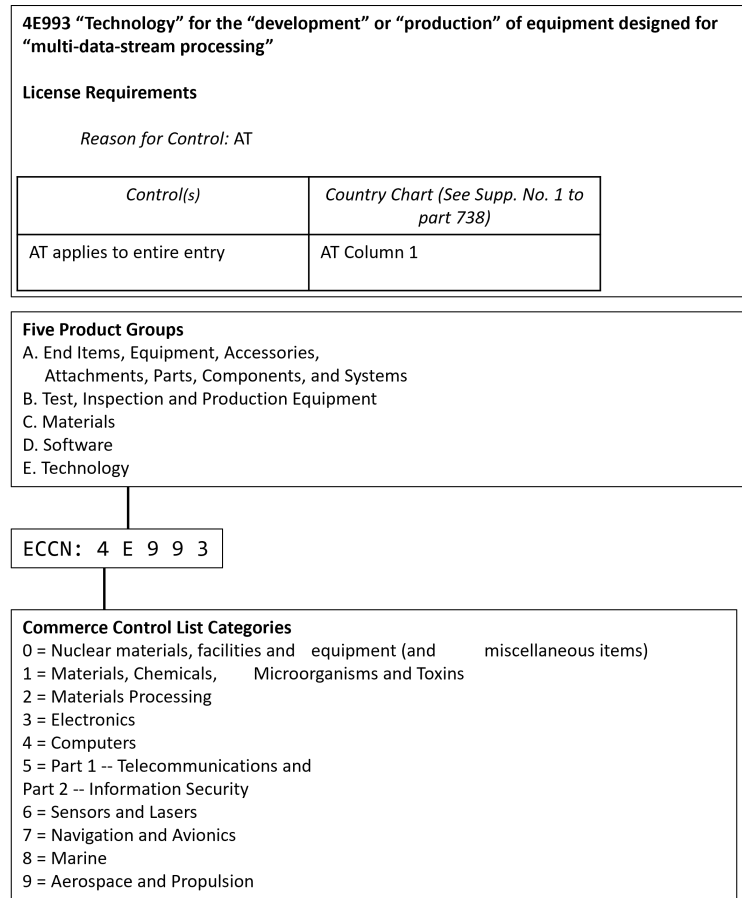 4E993 “Technology” for the “development” or “production” of equipment designed for
“multi-data-stream processing”
License Requirements
Reason for Control: AT
Control(s)
Country Chart (See Supp. No. 1 to
part 738)
AT applies to entire entry
AT Column 1
Five Product Groups
A. End Items, Equipment, Accessories,
Attachments, Parts, Components, and Systems
B. Test, Inspection and Production Equipment
C. Materials
D. Software
E. Technology
ECCN: 4 E 9 9 3
Commerce Control List Categories
0 = Nuclear materials, facilities and equipment (and miscellaneous items)
1 = Materials, Chemicals, Microorganisms and Toxins
2 = Materials Processing
3 = Electronics
4 = Computers
5 = Part 1 -- Telecommunications and
Part 2 -- Information Security
6 = Sensors and Lasers
7 = Navigation and Avionics
8 = Marine
9 = Aerospace and Propulsion